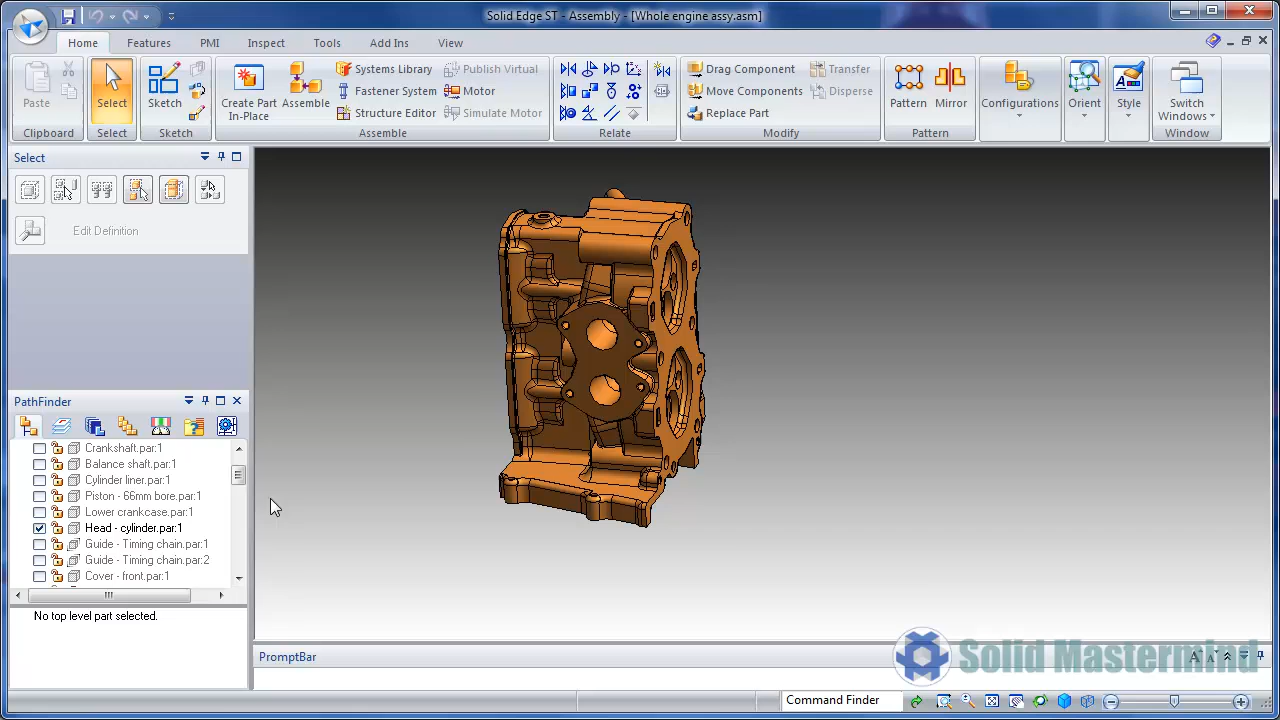 Solid Edge ST - Assembly - [Whole engine assy.asm]
Home Features PMI Inspect Tools Add Ins View
Paste
Clipboard
Select
Select
Sketch
Sketch
Create Part In-Place
Assemble
Systems Library
Fastener Syst
Structure Editor
Publish Virtual
Motor
Simulate Motor
Assemble
Relate
Drag Component
Move Components
Replace Part
Transfer
Disperse
Modify
Pattern
Mirror
Pattern
Configurations
Orient
Style
Switch Windows
Window
Select
Edit Definition
PathFinder
Crankshaft.par:1
Balance shaft.par:1
Cylinder liner.par:1
Piston - 66mm bore.par:1
Lower crankcase.par:1
Head - cylinder.par:1
Guide - Timing chain.par:1
Guide - Timing chain.par:2
Cover - front.par:1
No top level part selected.
PromptBar
Solid Mastermind
Command Finder